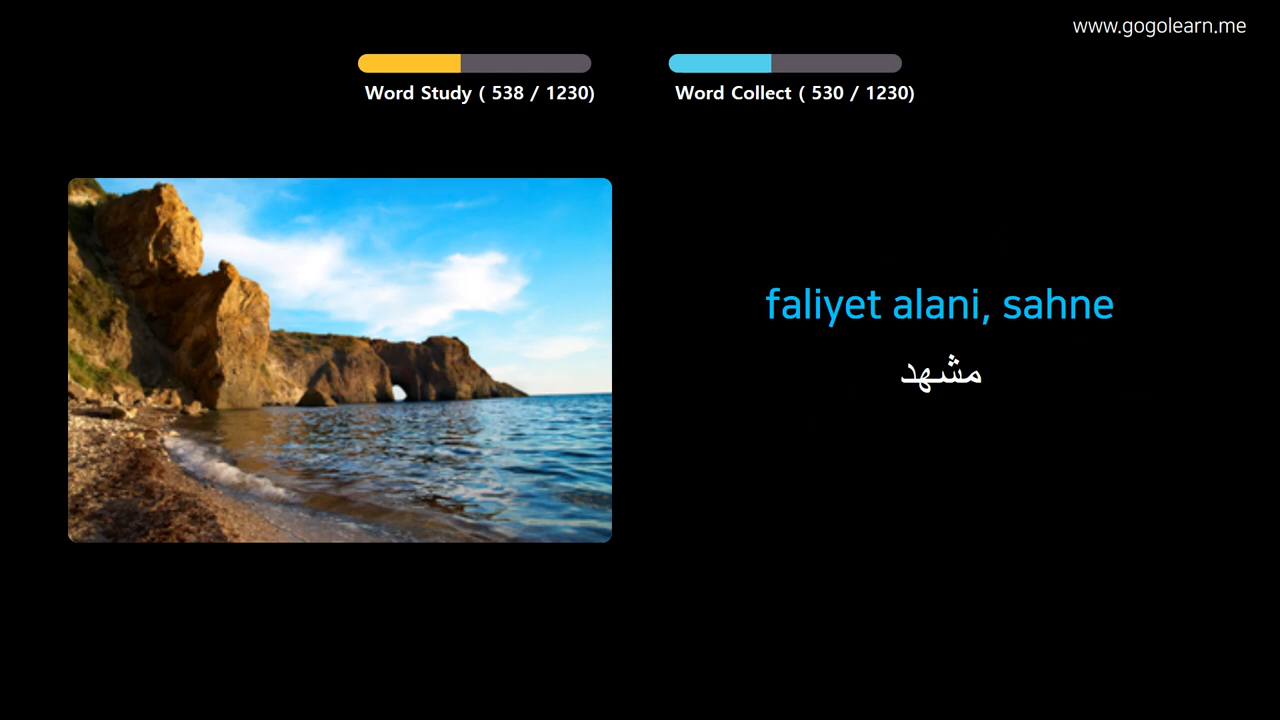 www.gogolearn.me
Word Study ( 538 / 1230)
Word Collect ( 530 / 1230)
faliyet alani, sahne
مشهد